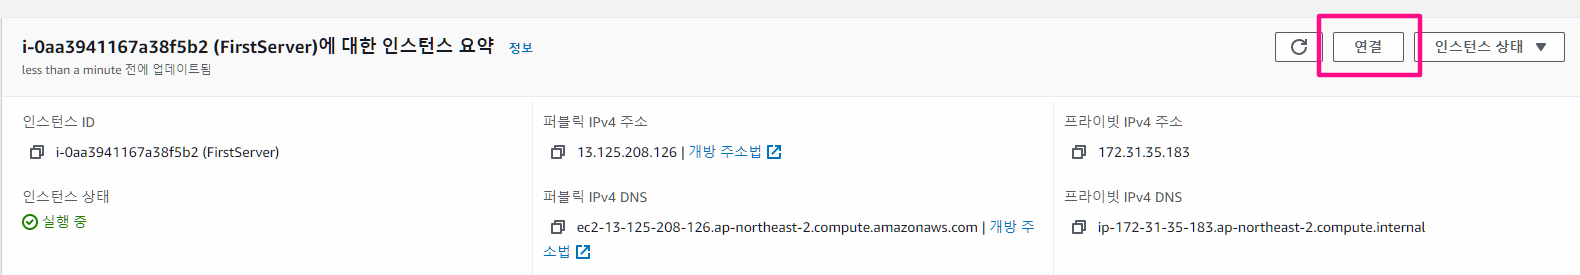 i-0aa3941167a38f5b2 (FirstServer)에 대한 인스턴스 요약 정보
less than a minute 전에 업데이트됨
연결
인스턴스 상태 ▼
인스턴스 ID
i-0aa3941167a38f5b2 (FirstServer)
퍼블릭 IPv4 주소
13.125.208.126 | 개방 주소법
프라이빗 IPv4 주소
172.31.35.183
인스턴스 상태
실행 중
퍼블릭 IPv4 DNS
ec2-13-125-208-126.ap-northeast-2.compute.amazonaws.com | 개방 주
소법
프라이빗 IPv4 DNS
ip-172-31-35-183.ap-northeast-2.compute.internal